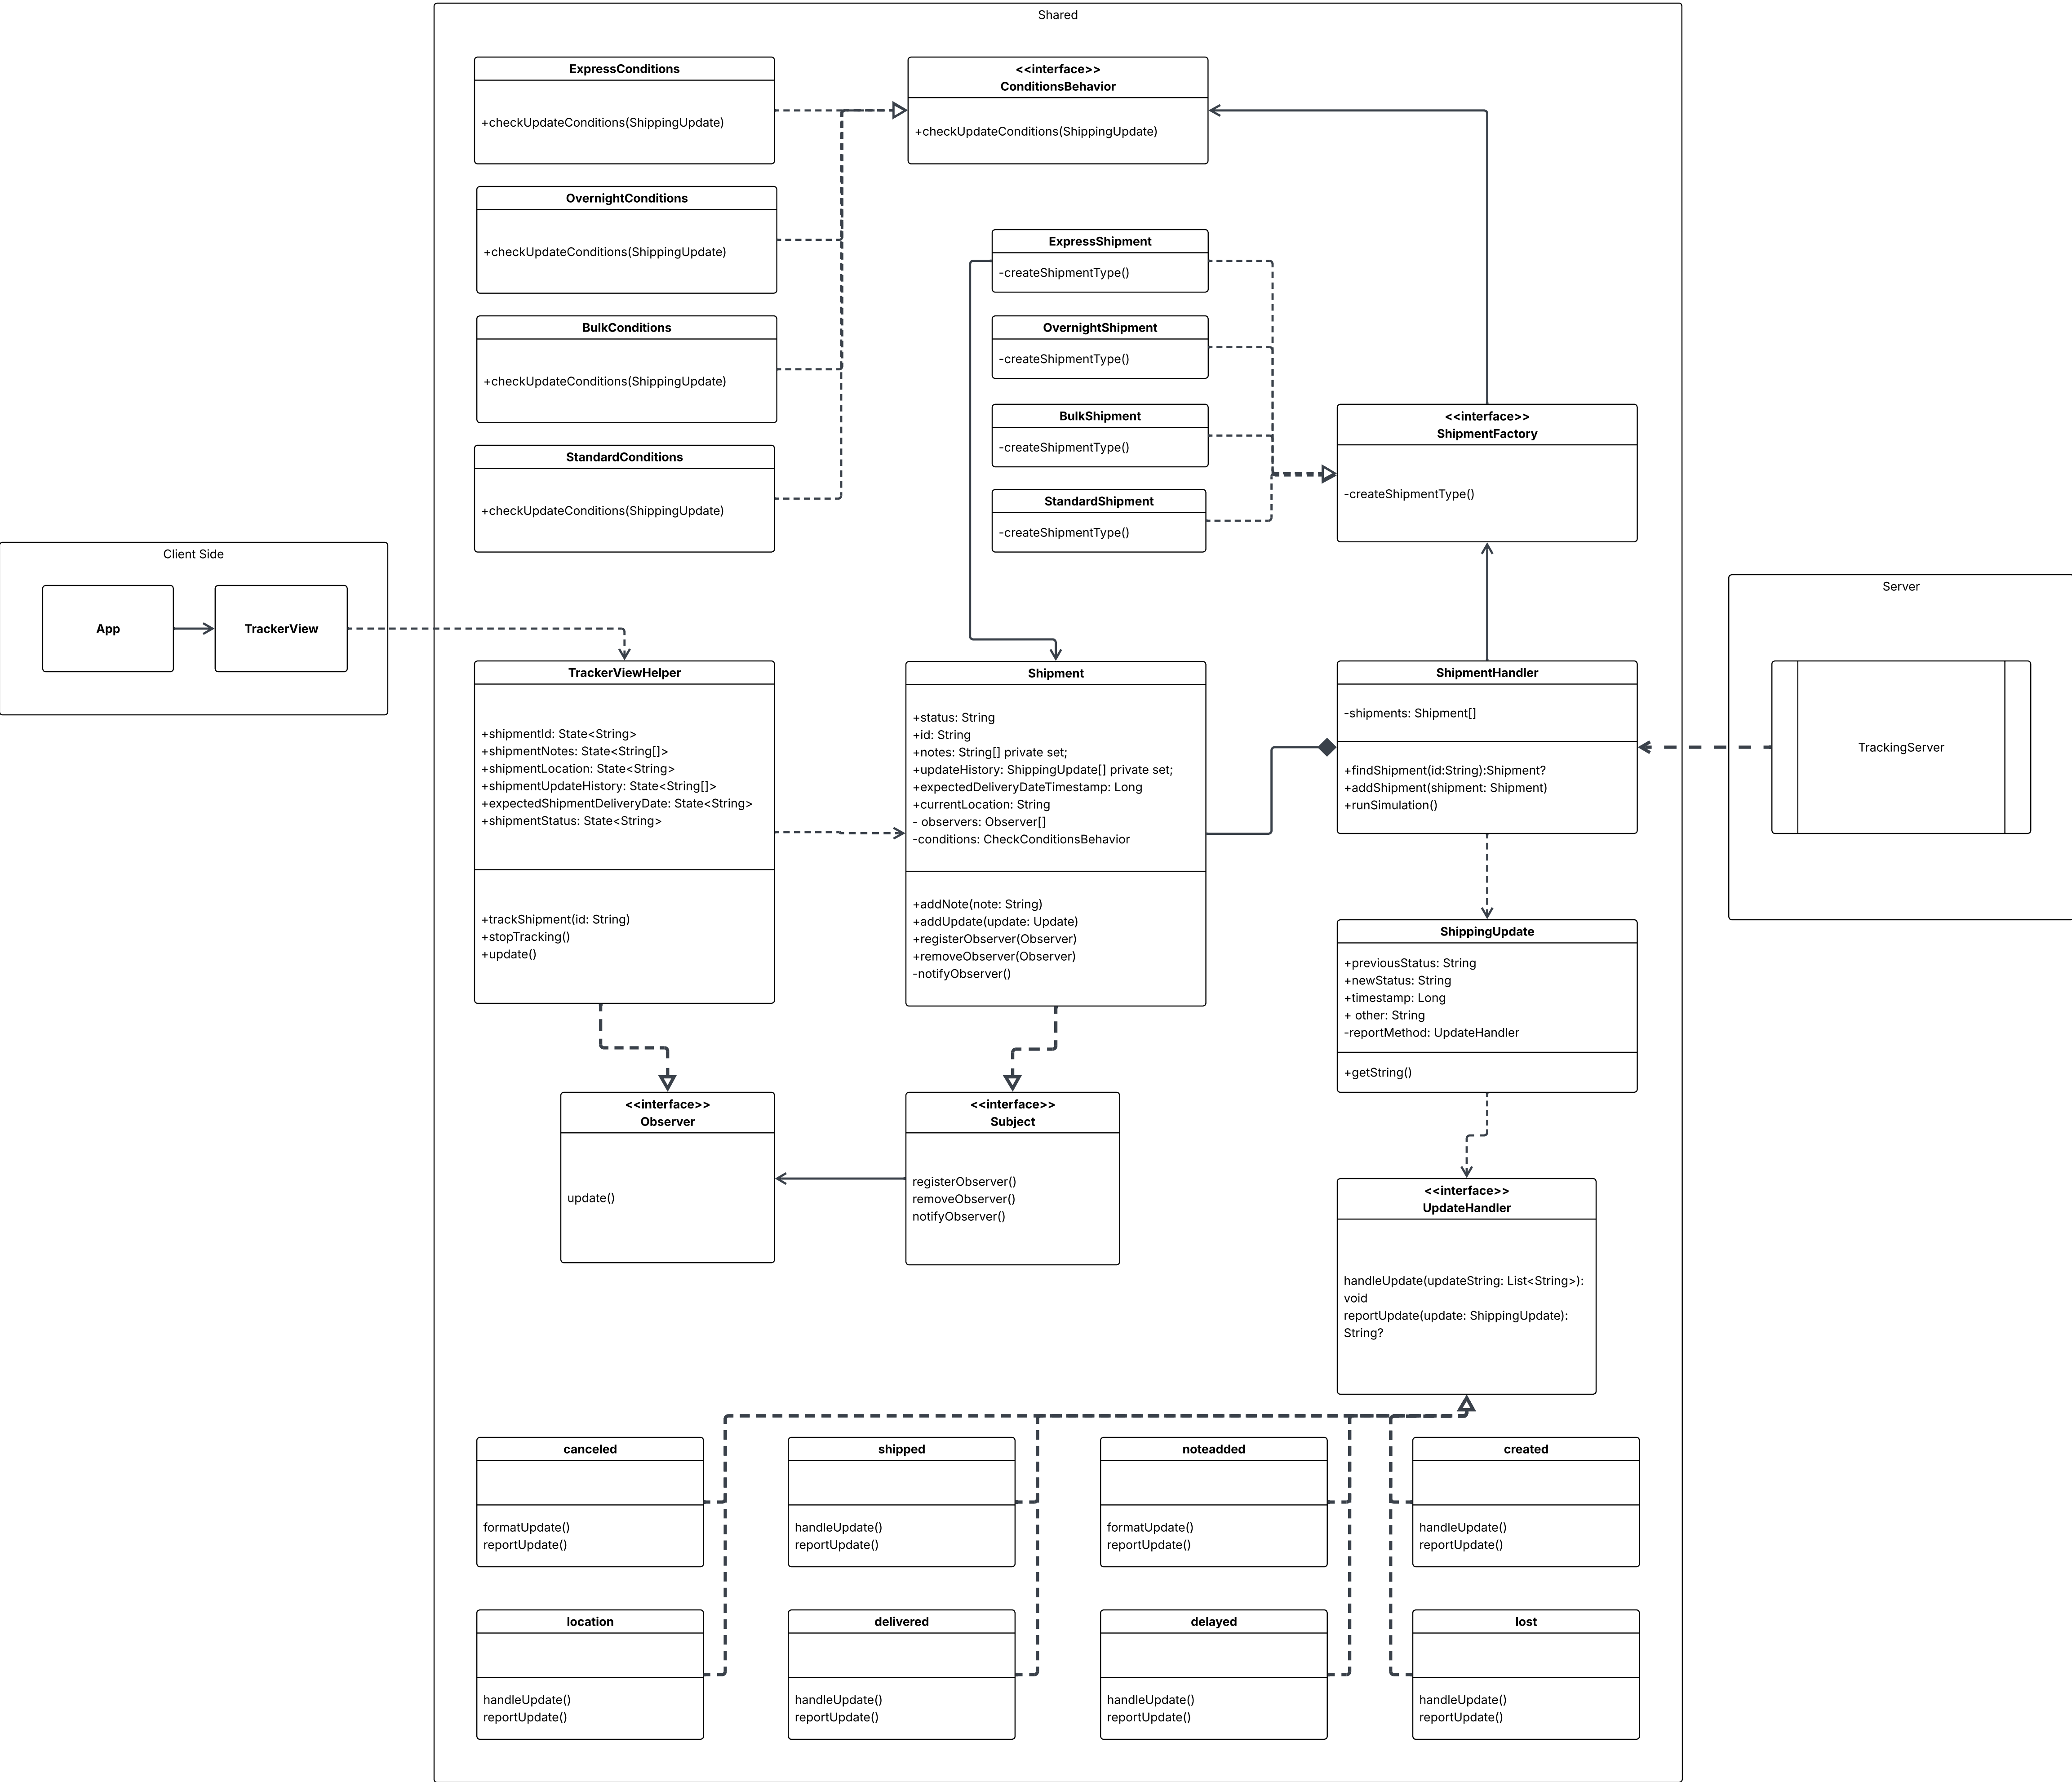 Shared
ExpressConditions
+checkUpdateConditions(ShippingUpdate)
<<interface>>
ConditionsBehavior
+checkUpdateConditions(ShippingUpdate)
OvernightConditions
+checkUpdateConditions(ShippingUpdate)
BulkConditions
+checkUpdateConditions(ShippingUpdate)
StandardConditions
+checkUpdateConditions(ShippingUpdate)
ExpressShipment
-createShipmentType()
OvernightShipment
-createShipmentType()
BulkShipment
-createShipmentType()
StandardShipment
-createShipmentType()
<<interface>>
ShipmentFactory
-createShipmentType()
Client Side
App
TrackerView
Server
TrackingServer
TrackerViewHelper
+shipmentId: State<String>
+shipmentNotes: State<String[]>
+shipmentLocation: State<String>
+shipmentUpdateHistory: State<String[]>
+expectedShipmentDeliveryDate: State<String>
+shipmentStatus: State<String>
+trackShipment(id: String)
+stopTracking()
+update()
Shipment
+status: String
+id: String
+notes: String[] private set;
+updateHistory: ShippingUpdate[] private set;
+expectedDeliveryDateTimestamp: Long
+currentLocation: String
- observers: Observer[]
-conditions: CheckConditionsBehavior
+addNote(note: String)
+addUpdate(update: Update)
+registerObserver(Observer)
+removeObserver(Observer)
-notifyObserver()
ShipmentHandler
-shipments: Shipment[]
+findShipment(id:String):Shipment?
+addShipment(shipment: Shipment)
+runSimulation()
ShippingUpdate
+previousStatus: String
+newStatus: String
+timestamp: Long
+ other: String
-reportMethod: UpdateHandler
+getString()
<<interface>>
Observer
update()
<<interface>>
Subject
registerObserver()
removeObserver()
notifyObserver()
<<interface>>
UpdateHandler
handleUpdate(updateString: List<String>):
void
reportUpdate(update: ShippingUpdate):
String?
canceled
formatUpdate()
reportUpdate()
shipped
handleUpdate()
reportUpdate()
noteadded
formatUpdate()
reportUpdate()
created
handleUpdate()
reportUpdate()
location
handleUpdate()
reportUpdate()
delivered
handleUpdate()
reportUpdate()
delayed
handleUpdate()
reportUpdate()
lost
handleUpdate()
reportUpdate()